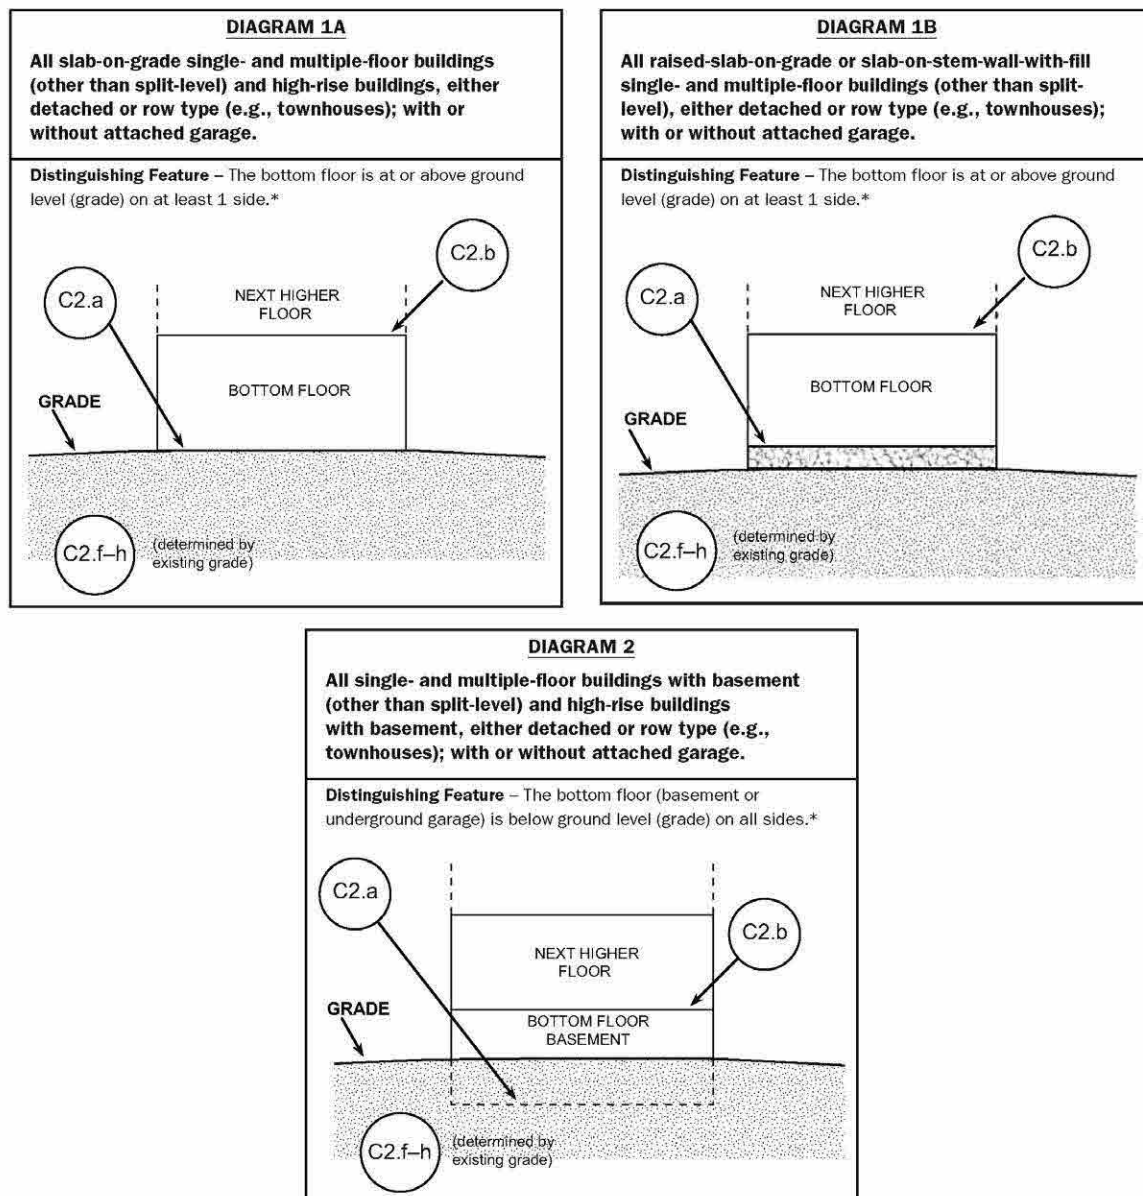 DIAGRAM 1A
All slab-on-grade single- and multiple-floor buildings
(other than split-level) and high-rise buildings, either
detached or row type (e.g., townhouses); with or
without attached garage.
Distinguishing Feature – The bottom floor is at or above ground
level (grade) on at least 1 side.*
C2.b
C2.a
NEXT HIGHER
FLOOR
BOTTOM FLOOR
GRADE
C2.f–h
(determined by
existing grade)
DIAGRAM 1B
All raised-slab-on-grade or slab-on-stem-wall-with-fill
single- and multiple-floor buildings (other than split-
level), either detached or row type (e.g., townhouses);
with or without attached garage.
Distinguishing Feature – The bottom floor is at or above ground
level (grade) on at least 1 side.*
C2.b
C2.a
NEXT HIGHER
FLOOR
BOTTOM FLOOR
GRADE
C2.f–h
(determined by
existing grade)
DIAGRAM 2
All single- and multiple-floor buildings with basement
(other than split-level) and high-rise buildings
with basement, either detached or row type (e.g.,
townhouses); with or without attached garage.
Distinguishing Feature – The bottom floor (basement or
underground garage) is below ground level (grade) on all sides.*
C2.a
C2.b
NEXT HIGHER
FLOOR
GRADE
BOTTOM FLOOR
BASEMENT
C2.f–h
(determined by
existing grade)